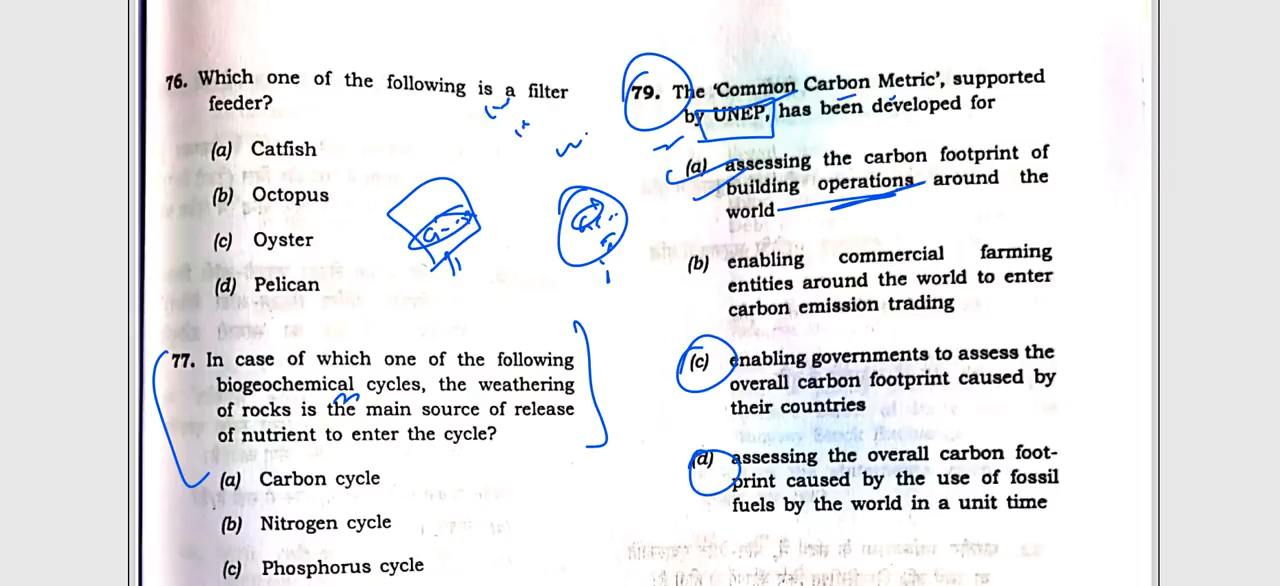 76. Which one of the following is a filter
feeder?
(a) Catfish
(b) Octopus
(c) Oyster
(d) Pelican
77. In case of which one of the following
biogeochemical cycles, the weathering
of rocks is the main source of release
of nutrient to enter the cycle?
(a) Carbon cycle
(b) Nitrogen cycle
(c) Phosphorus cycle
79. The ‘Common Carbon Metric’, supported
by UNEP, has been developed for
(a) assessing the carbon footprint of
building operations around the
world
(b) enabling commercial farming
entities around the world to enter
carbon emission trading
(c) enabling governments to assess the
overall carbon footprint caused by
their countries
(d) assessing the overall carbon foot-
print caused by the use of fossil
fuels by the world in a unit time